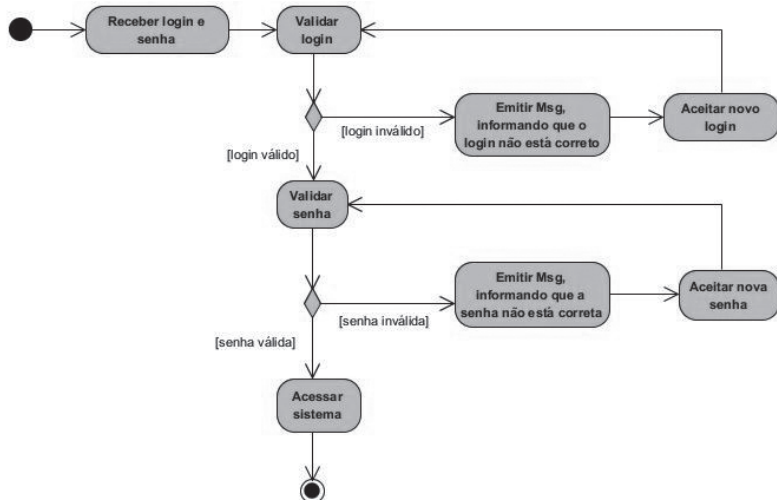 Receber login e
senha
Validar
login
Emitir Msg,
informando que o
login não está correto
Aceitar novo
login
[login inválido]
[login válido]
Validar
senha
Emitir Msg,
informando que a
senha não está correta
Aceitar nova
senha
[senha inválida]
[senha válida]
Acessar
sistema